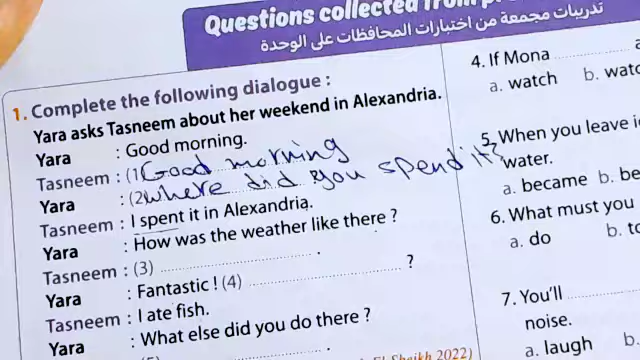 Questions collected from
تدريبات مجمعة من اختبارات المحافظات على الوحدة
1. Complete the following dialogue :
Yara asks Tasneem about her weekend in Alexandria.
Yara : Good morning.
Tasneem : (1) Good morning
Yara : (2) where did you spend it?
Tasneem : I spent it in Alexandria.
Yara : How was the weather like there ?
Tasneem : (3) .
Yara : Fantastic ! (4) ?
Tasneem : I ate fish.
Yara : What else did you do there ?
Sheikh 2022)
4. If Mona
a. watch b. watc
5. When you leave i
water.
a. became b. be
6. What must you
a. do b. to
7. You'll
noise.
a. laugh b.